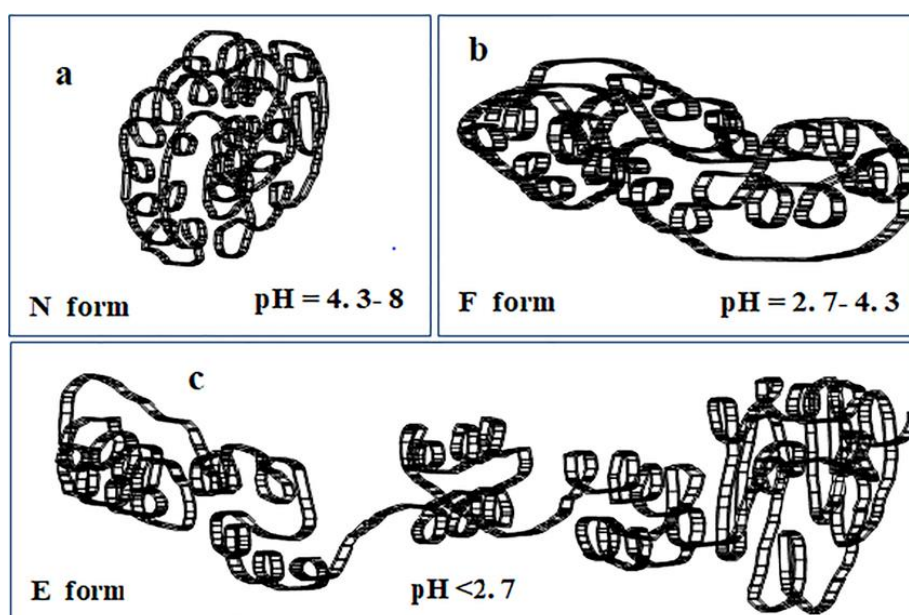 a
N form
pH = 4. 3- 8
b
F form
pH = 2. 7- 4. 3
c
E form
pH <2. 7